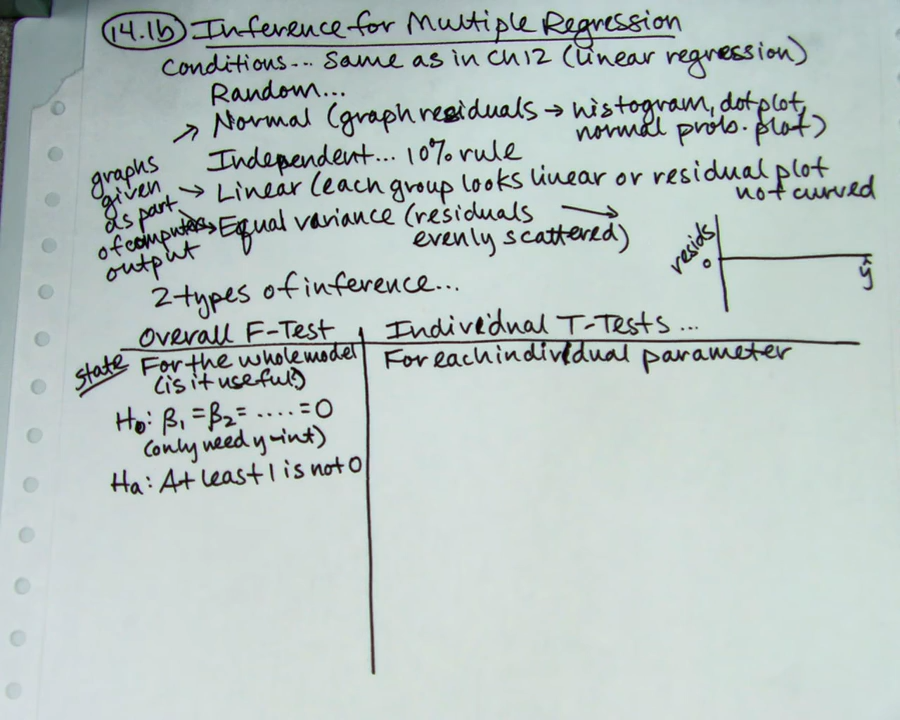 14.1b Inference for Multiple Regression
Conditions... Same as in Ch 12 (linear regression)
Random...
Normal (graph residuals → histogram, dotplot,
normal prob. plot)
Independent... 10% rule
graphs
given
as part
of computer
output
Linear (each group looks linear or residual plot
not curved
Equal variance (residuals
evenly scattered)
resids
0
ŷ
2 types of inference...
Overall F-Test
Individual T-Tests ...
State
For the whole model
(is it useful?)
For each individual parameter
H₀: β₁ = β₂ = .... = 0
(only need y-int)
Ha: At least 1 is not 0